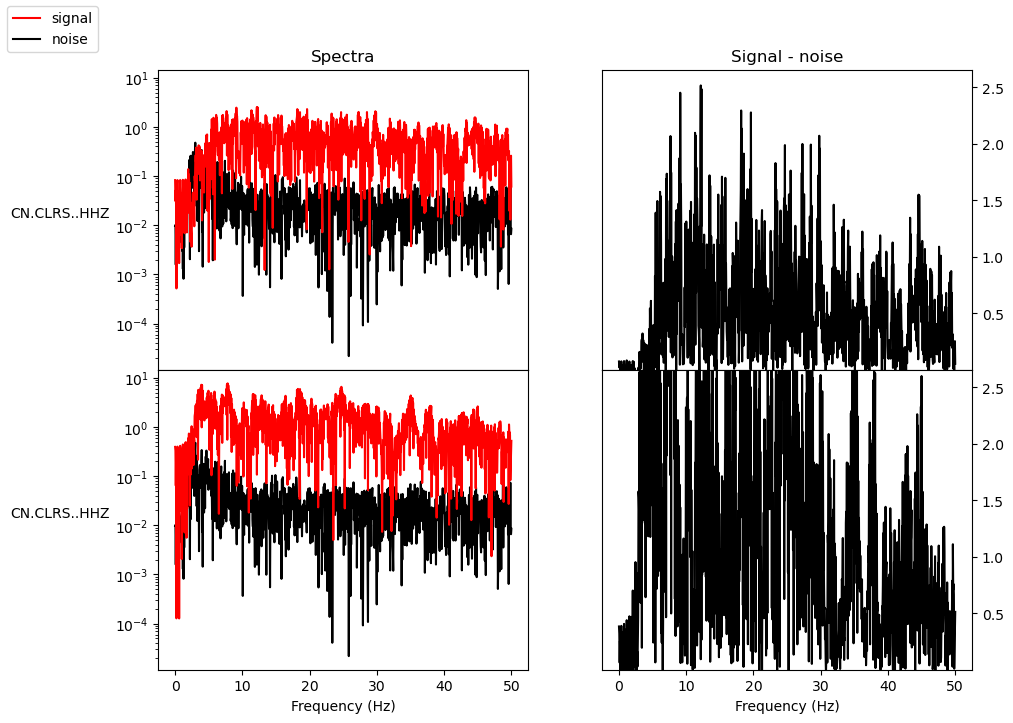 signal
noise
Spectra
Signal - noise
10¹
10⁰
10⁻¹
10⁻²
10⁻³
10⁻⁴
CN.CLRS..HHZ
2.5
2.0
1.5
1.0
0.5
10¹
10⁰
10⁻¹
10⁻²
10⁻³
10⁻⁴
CN.CLRS..HHZ
2.5
2.0
1.5
1.0
0.5
0 10 20 30 40 50
Frequency (Hz)
0 10 20 30 40 50
Frequency (Hz)